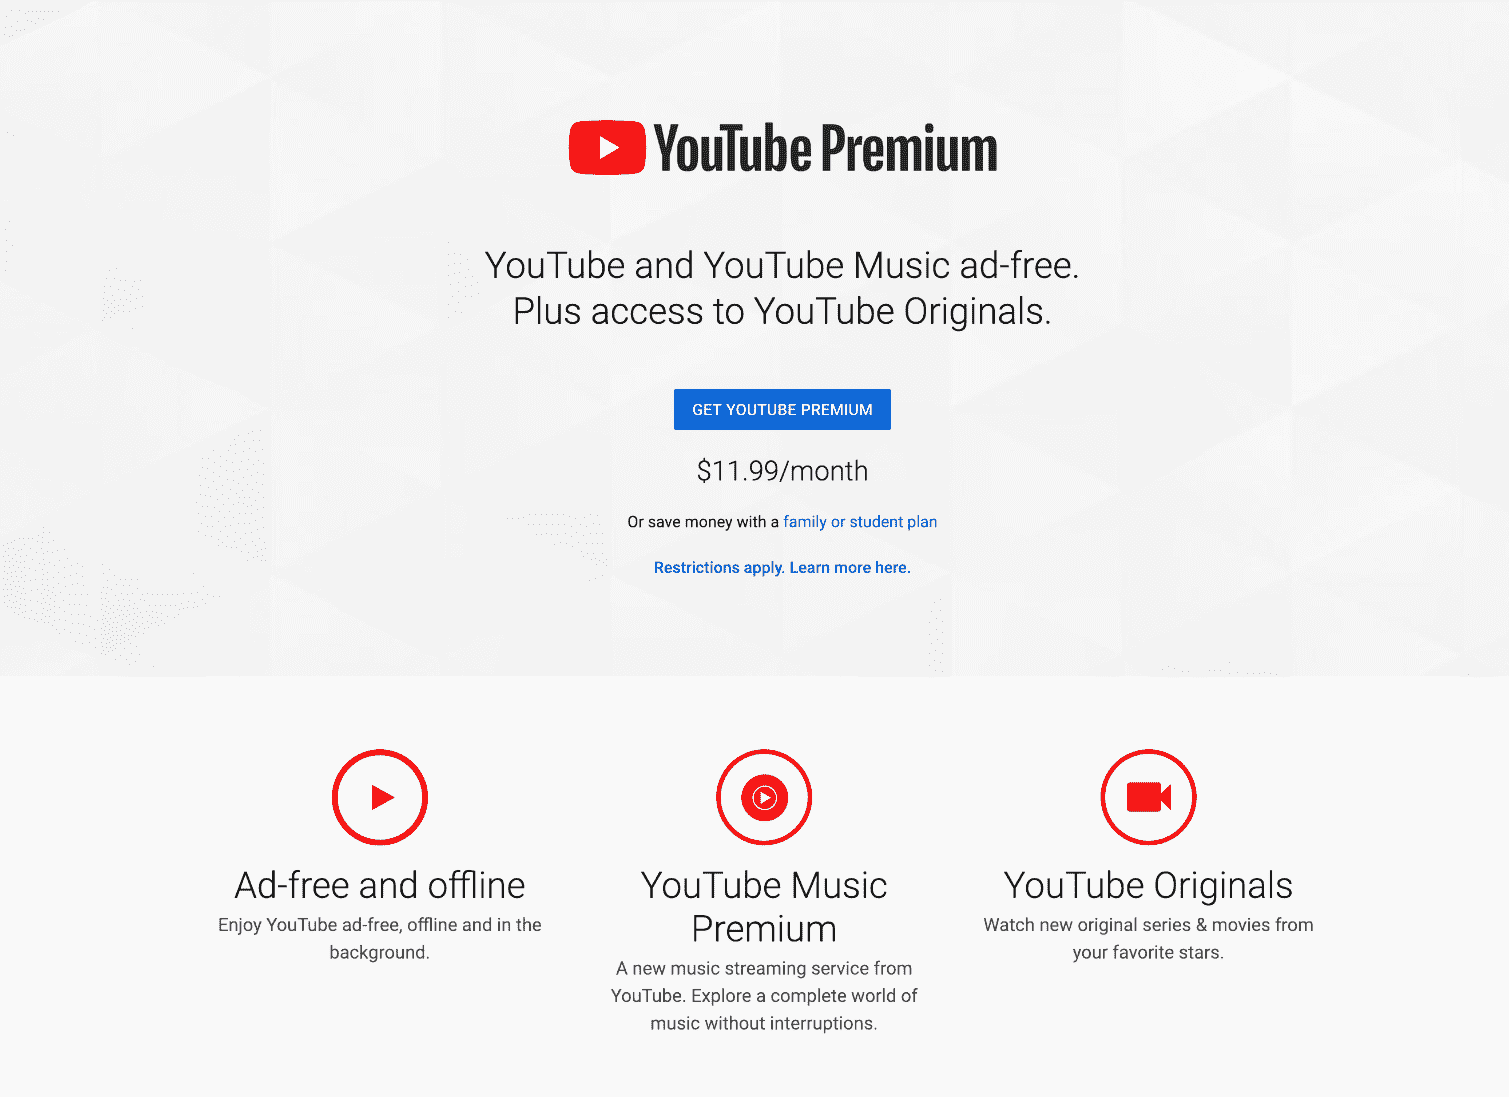 YouTube Premium
YouTube and YouTube Music ad-free.
Plus access to YouTube Originals.
GET YOUTUBE PREMIUM
$11.99/month
Or save money with a family or student plan
Restrictions apply. Learn more here.
Ad-free and offline
Enjoy YouTube ad-free, offline and in the
background.
YouTube Music
Premium
A new music streaming service from
YouTube. Explore a complete world of
music without interruptions.
YouTube Originals
Watch new original series & movies from
your favorite stars.